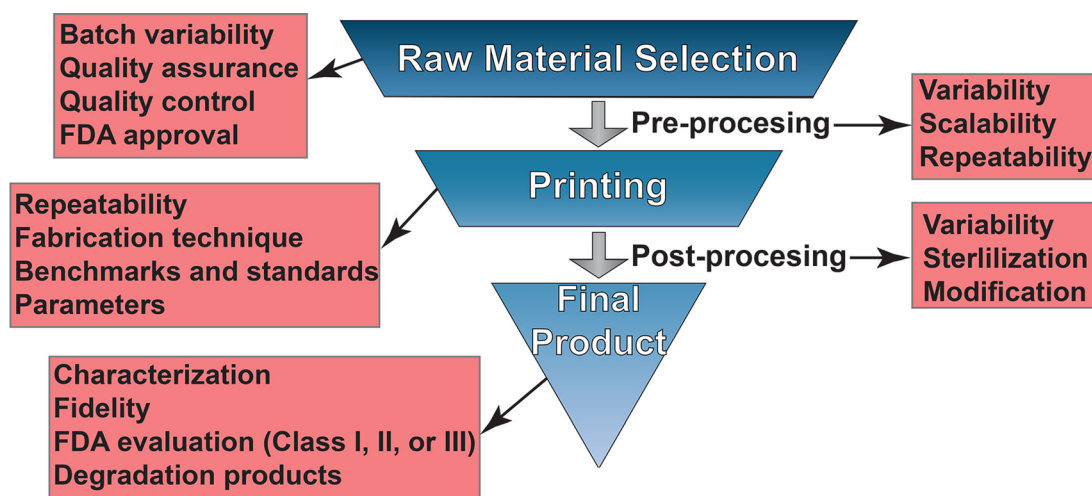 Batch variability
Quality assurance
Quality control
FDA approval
Raw Material Selection
Pre-procesing
Variability
Scalability
Repeatability
Printing
Repeatability
Fabrication technique
Benchmarks and standards
Parameters
Post-procesing
Variability
Sterlilization
Modification
Final
Product
Characterization
Fidelity
FDA evaluation (Class I, II, or III)
Degradation products